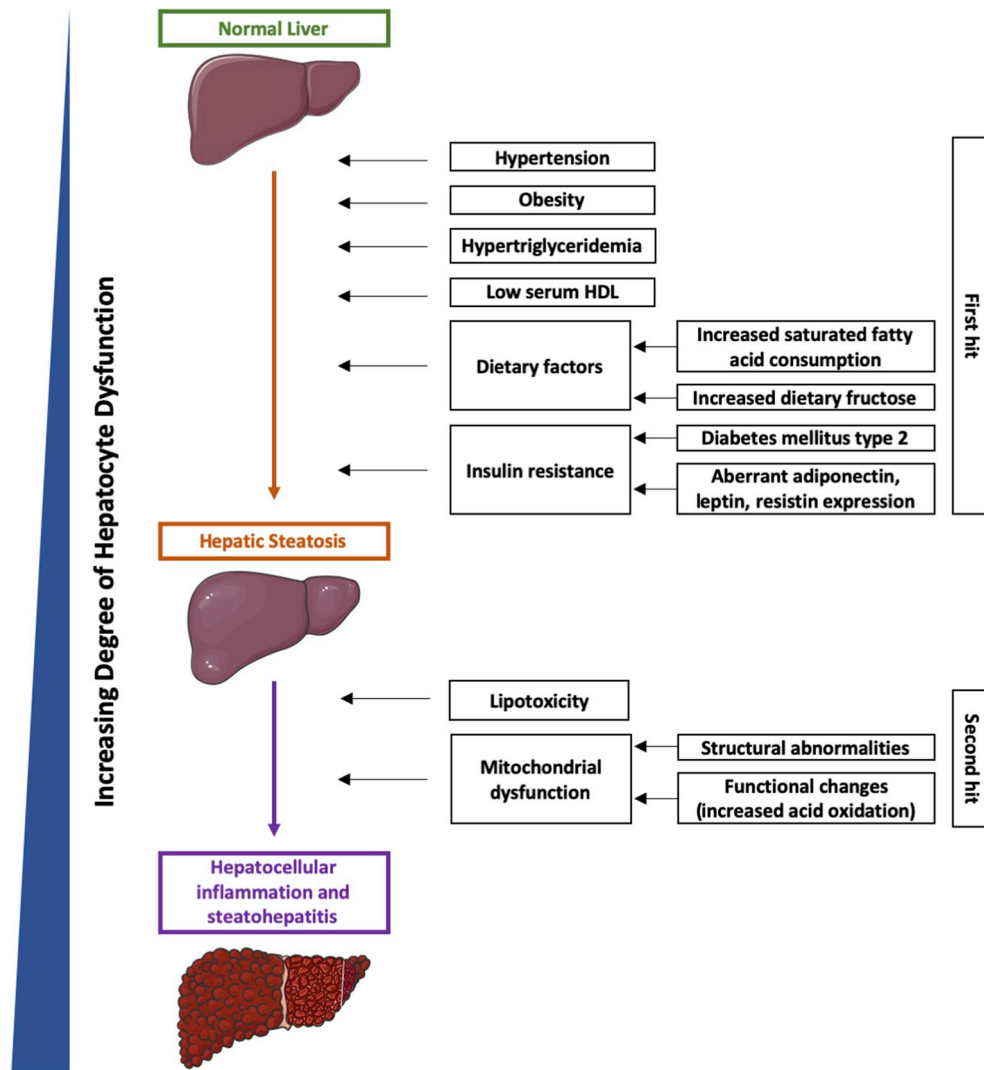 Normal Liver
Increasing Degree of Hepatocyte Dysfunction
Hypertension
Obesity
Hypertriglyceridemia
Low serum HDL
Dietary factors
Increased saturated fatty
acid consumption
Increased dietary fructose
Insulin resistance
Diabetes mellitus type 2
Aberrant adiponectin,
leptin, resistin expression
First hit
Hepatic Steatosis
Lipotoxicity
Mitochondrial
dysfunction
Structural abnormalities
Functional changes
(increased acid oxidation)
Second hit
Hepatocellular
inflammation and
steatohepatitis